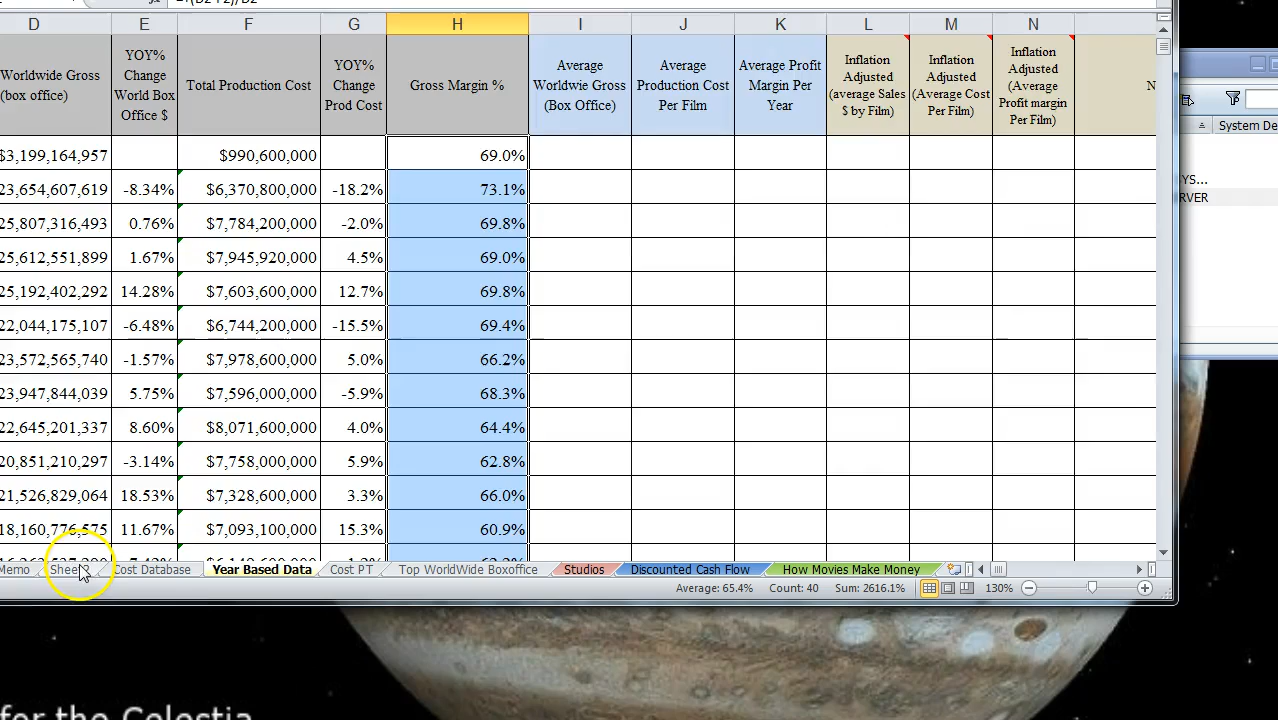 D E F G H I J K L M N
Worldwide Gross
(box office)
YOY%
Change
World Box
Office $
Total Production Cost
YOY%
Change
Prod Cost
Gross Margin %
Average
Worldwie Gross
(Box Office)
Average
Production Cost
Per Film
Average Profit
Margin Per
Year
Inflation
Adjusted
(average Sales
$ by Film)
Inflation
Adjusted
(Average Cost
Per Film)
Inflation
Adjusted
(Average
Profit margin
Per Film)
N
$3,199,164,957 $990,600,000 69.0%
23,654,607,619 -8.34% $6,370,800,000 -18.2% 73.1%
25,807,316,493 0.76% $7,784,200,000 -2.0% 69.8%
25,612,551,899 1.67% $7,945,920,000 4.5% 69.0%
25,192,402,292 14.28% $7,603,600,000 12.7% 69.8%
22,044,175,107 -6.48% $6,744,200,000 -15.5% 69.4%
23,572,565,740 -1.57% $7,978,600,000 5.0% 66.2%
23,947,844,039 5.75% $7,596,000,000 -5.9% 68.3%
22,645,201,337 8.60% $8,071,600,000 4.0% 64.4%
20,851,210,297 -3.14% $7,758,000,000 5.9% 62.8%
21,526,829,064 18.53% $7,328,600,000 3.3% 66.0%
18,160,776,575 11.67% $7,093,100,000 15.3% 60.9%
Memo Cost Database Year Based Data Cost PT Top WorldWide Boxoffice Studios Discounted Cash Flow How Movies Make Money
Average: 65.4% Count: 40 Sum: 2616.1% 130%
System De
SYS...
RVER
for the Celestia